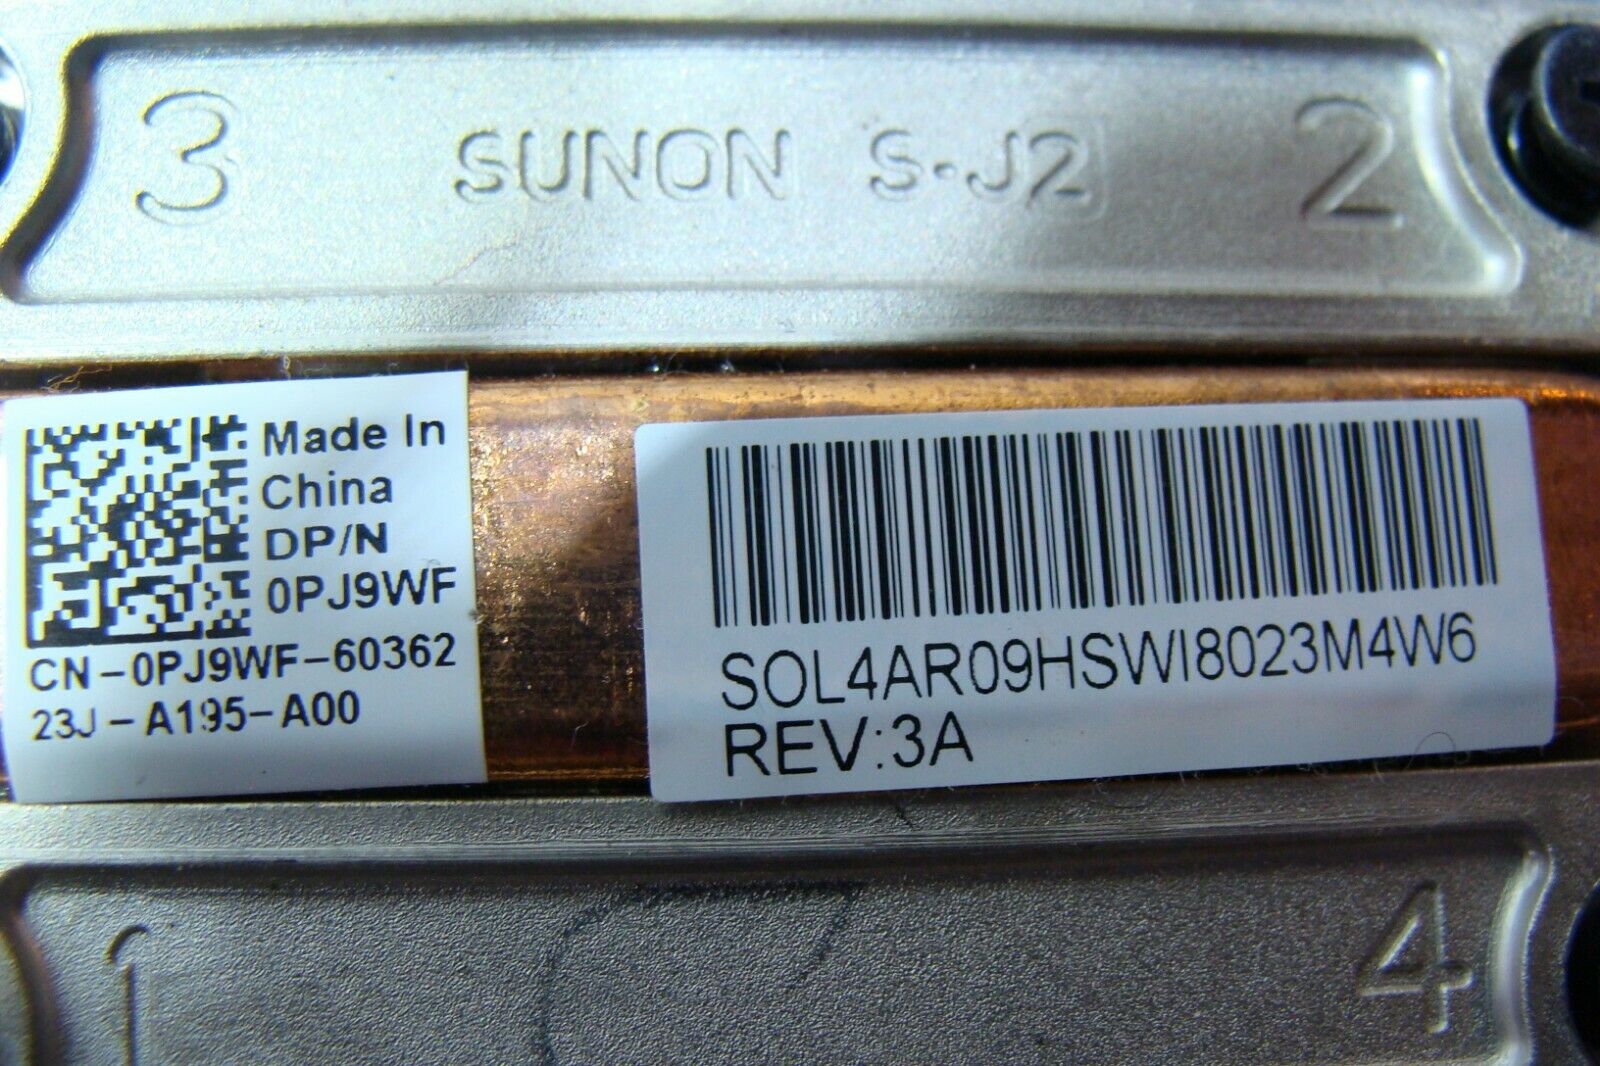 3 SUNON S-J2 2
Made In
China
DP/N
0PJ9WF
CN-0PJ9WF-60362
23J-A195-A00
SOL4AR09HSWI8023M4W6
REV:3A
1 4